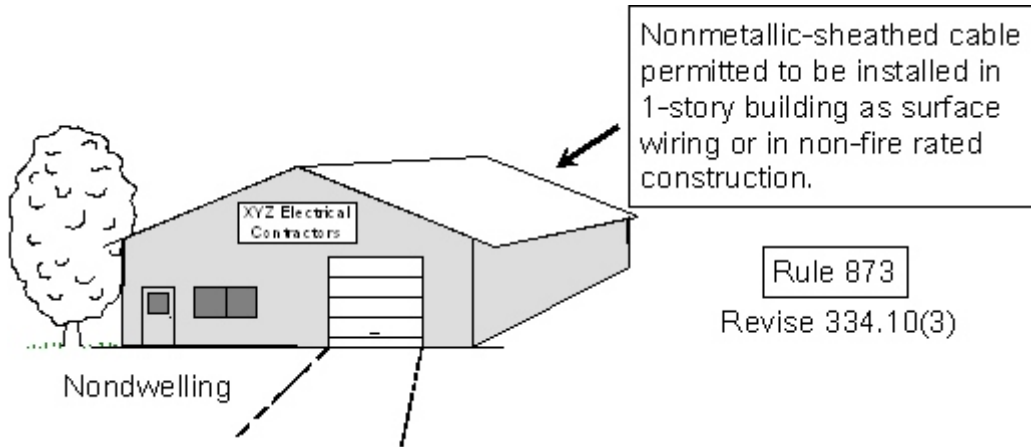 Nonmetallic-sheathed cable
permitted to be installed in
1-story building as surface
wiring or in non-fire rated
construction.
XYZ Electrical
Contractors
Rule 873
Revise 334.10(3)
Nondwelling